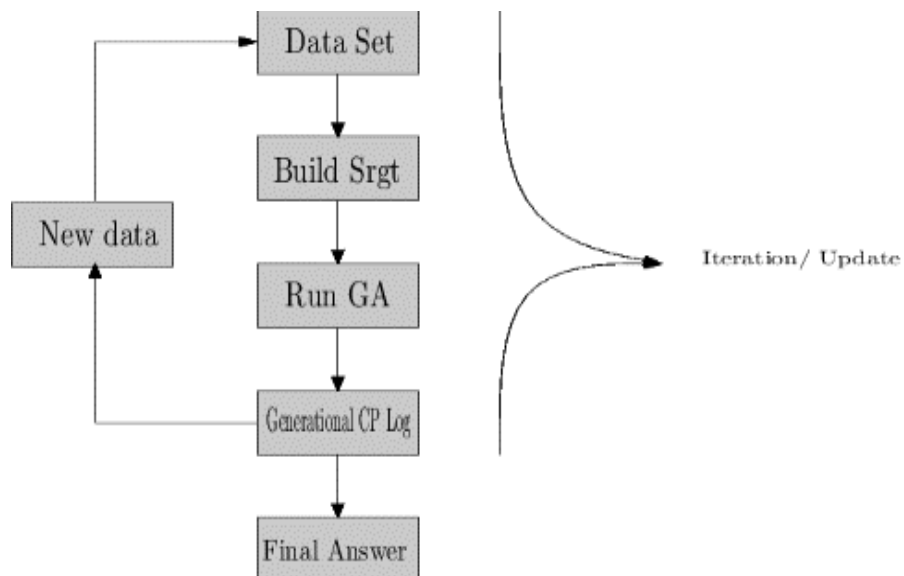 Data Set
Build Srgt
New data
Iteration/ Update
Run GA
Generational CP Log
Final Answer